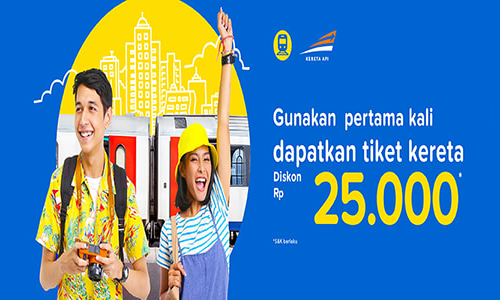 KERETA API
Gunakan pertama kali
dapatkan tiket kereta
Diskon
Rp
25.000*
*S&K berlaku